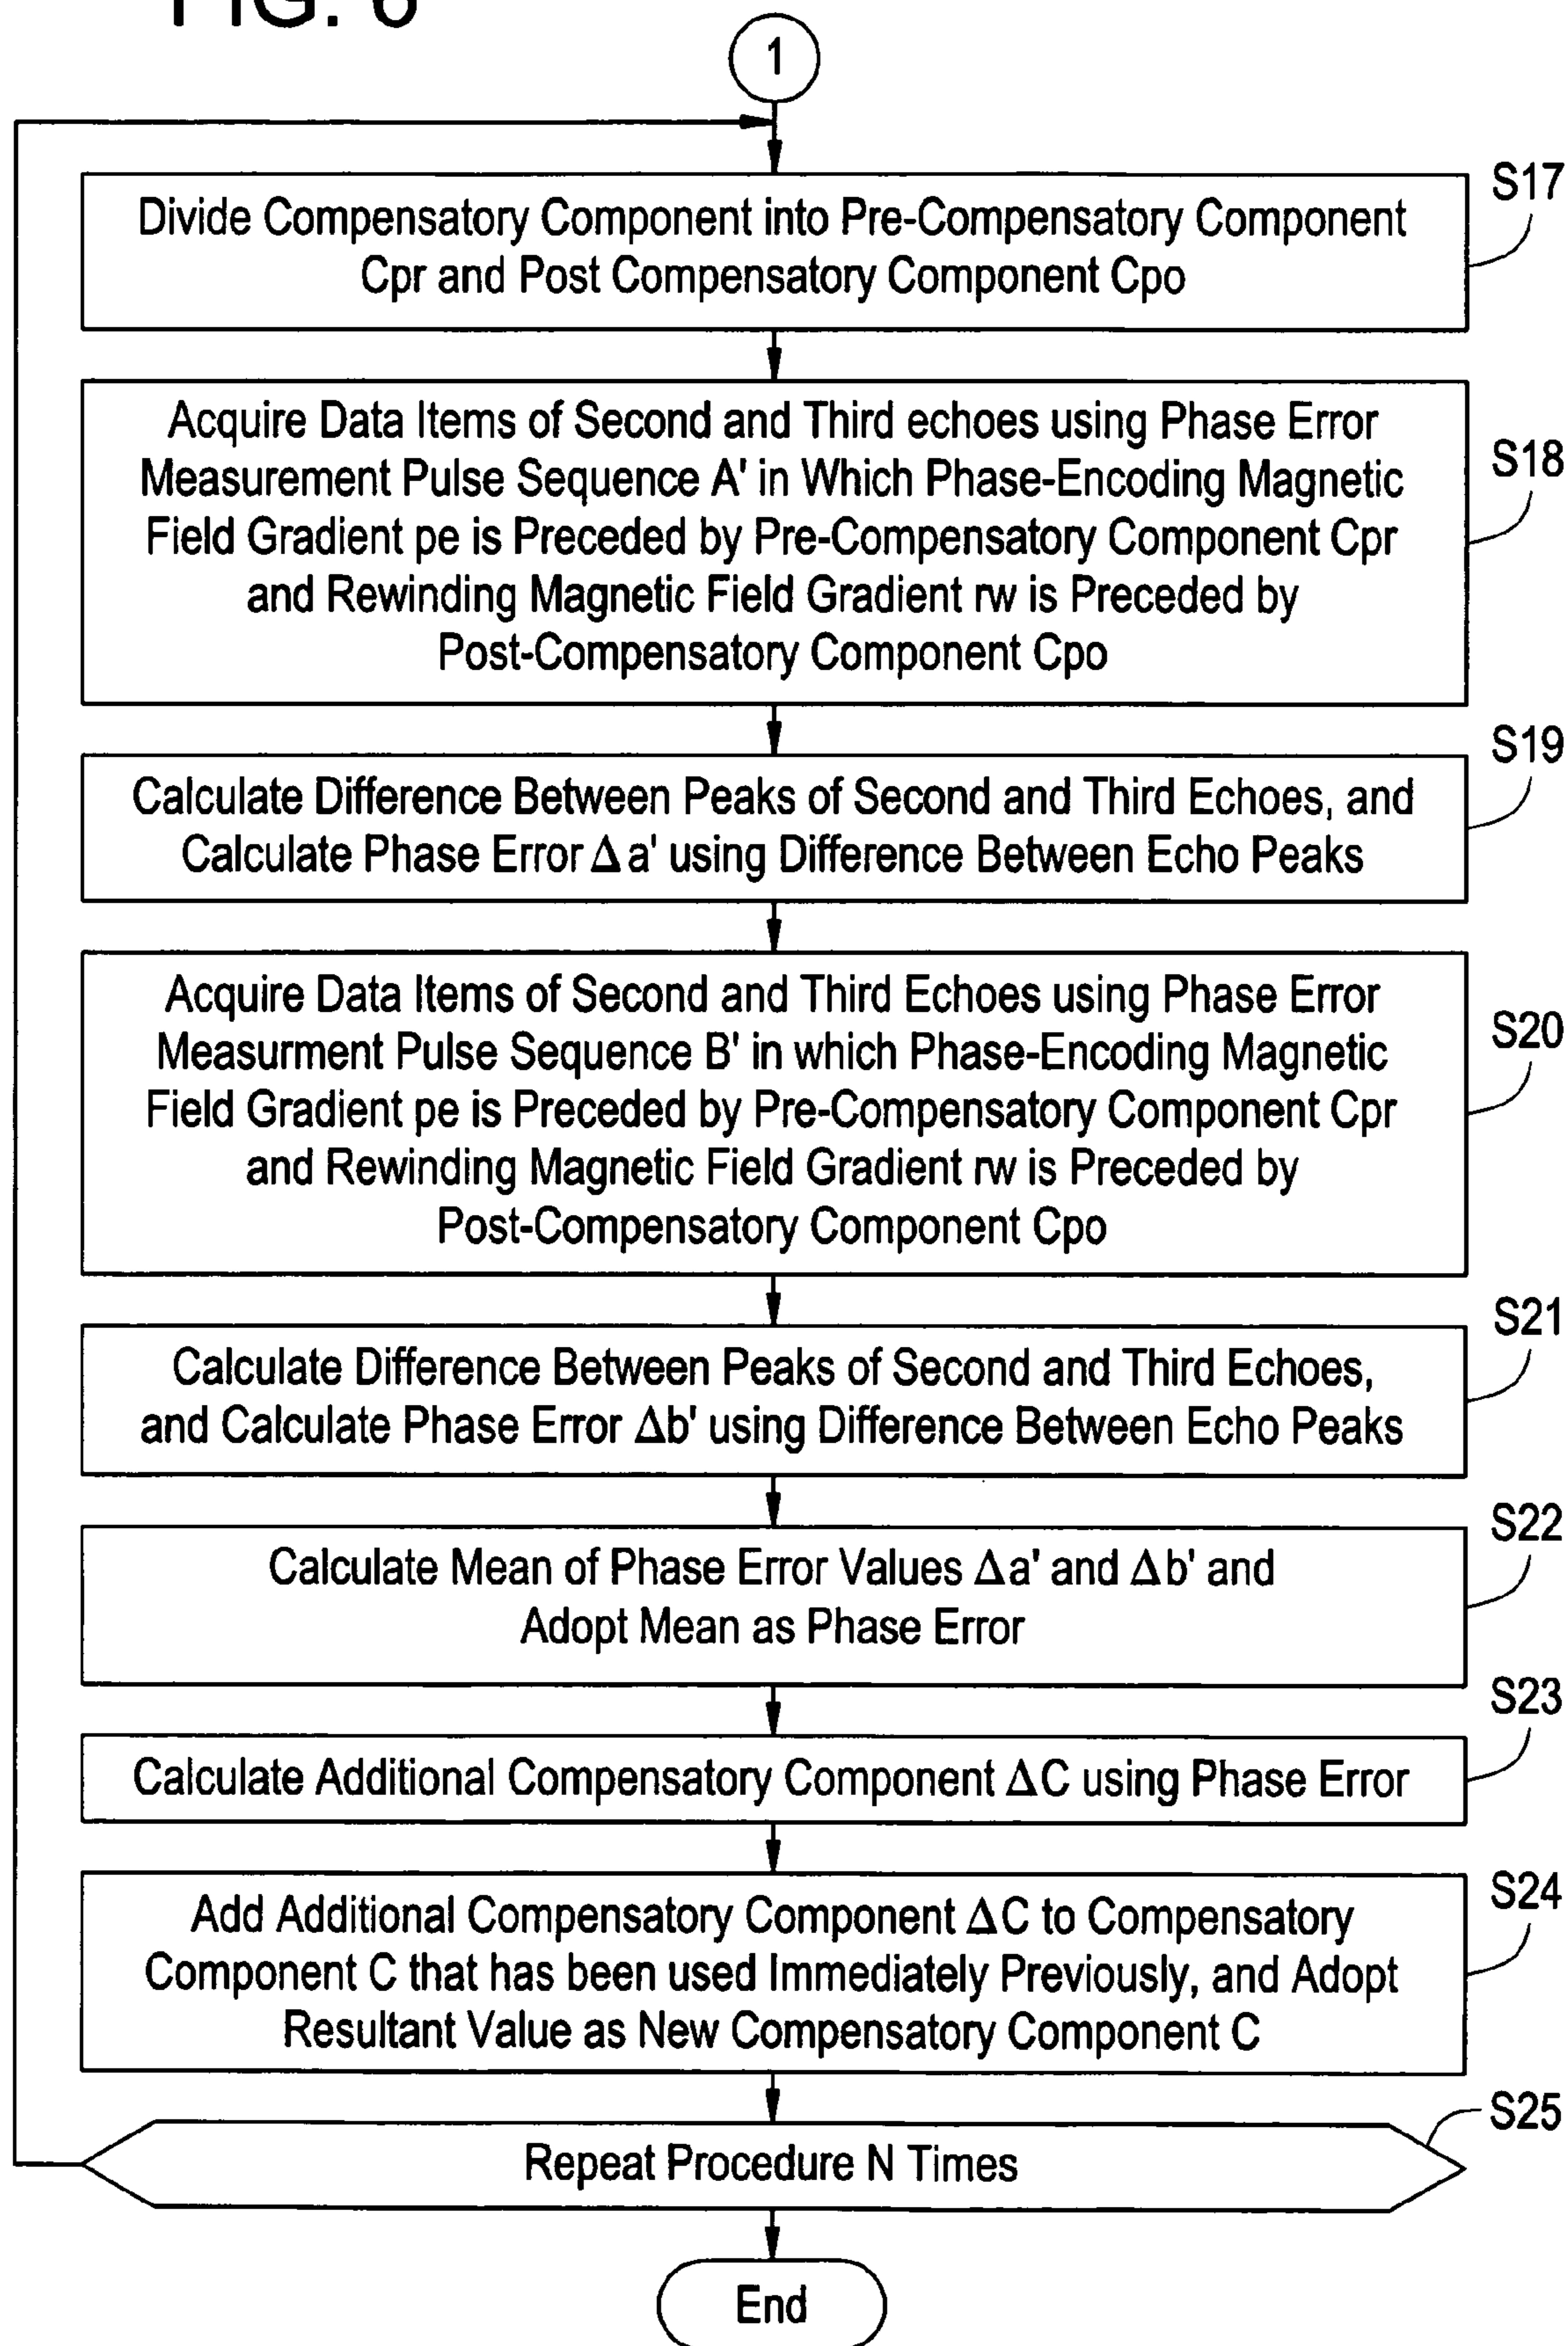 FIG. 6
1
S17
Divide Compensatory Component into Pre-Compensatory Component
Cpr and Post Compensatory Component Cpo
S18
Acquire Data Items of Second and Third echoes using Phase Error
Measurement Pulse Sequence A' in Which Phase-Encoding Magnetic
Field Gradient pe is Preceded by Pre-Compensatory Component Cpr
and Rewinding Magnetic Field Gradient rw is Preceded by
Post-Compensatory Component Cpo
S19
Calculate Difference Between Peaks of Second and Third Echoes, and
Calculate Phase Error Δ a' using Difference Between Echo Peaks
S20
Acquire Data Items of Second and Third Echoes using Phase Error
Measurment Pulse Sequence B' in which Phase-Encoding Magnetic
Field Gradient pe is Preceded by Pre-Compensatory Component Cpr
and Rewinding Magnetic Field Gradient rw is Preceded by
Post-Compensatory Component Cpo
S21
Calculate Difference Between Peaks of Second and Third Echoes,
and Calculate Phase Error Δb' using Difference Between Echo Peaks
S22
Calculate Mean of Phase Error Values Δa' and Δb' and
Adopt Mean as Phase Error
S23
Calculate Additional Compensatory Component ΔC using Phase Error
S24
Add Additional Compensatory Component ΔC to Compensatory
Component C that has been used Immediately Previously, and Adopt
Resultant Value as New Compensatory Component C
S25
Repeat Procedure N Times
End